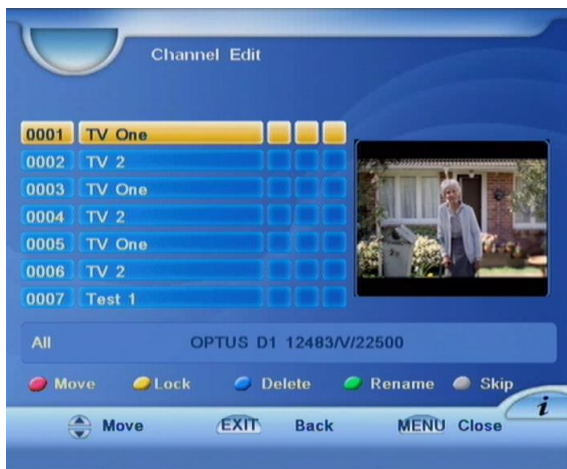 Channel Edit
0001 TV One
0002 TV 2
0003 TV One
0004 TV 2
0005 TV One
0006 TV 2
0007 Test 1
All OPTUS D1 12483/V/22500
Move Lock Delete Rename Skip
i
Move EXIT Back MENU Close